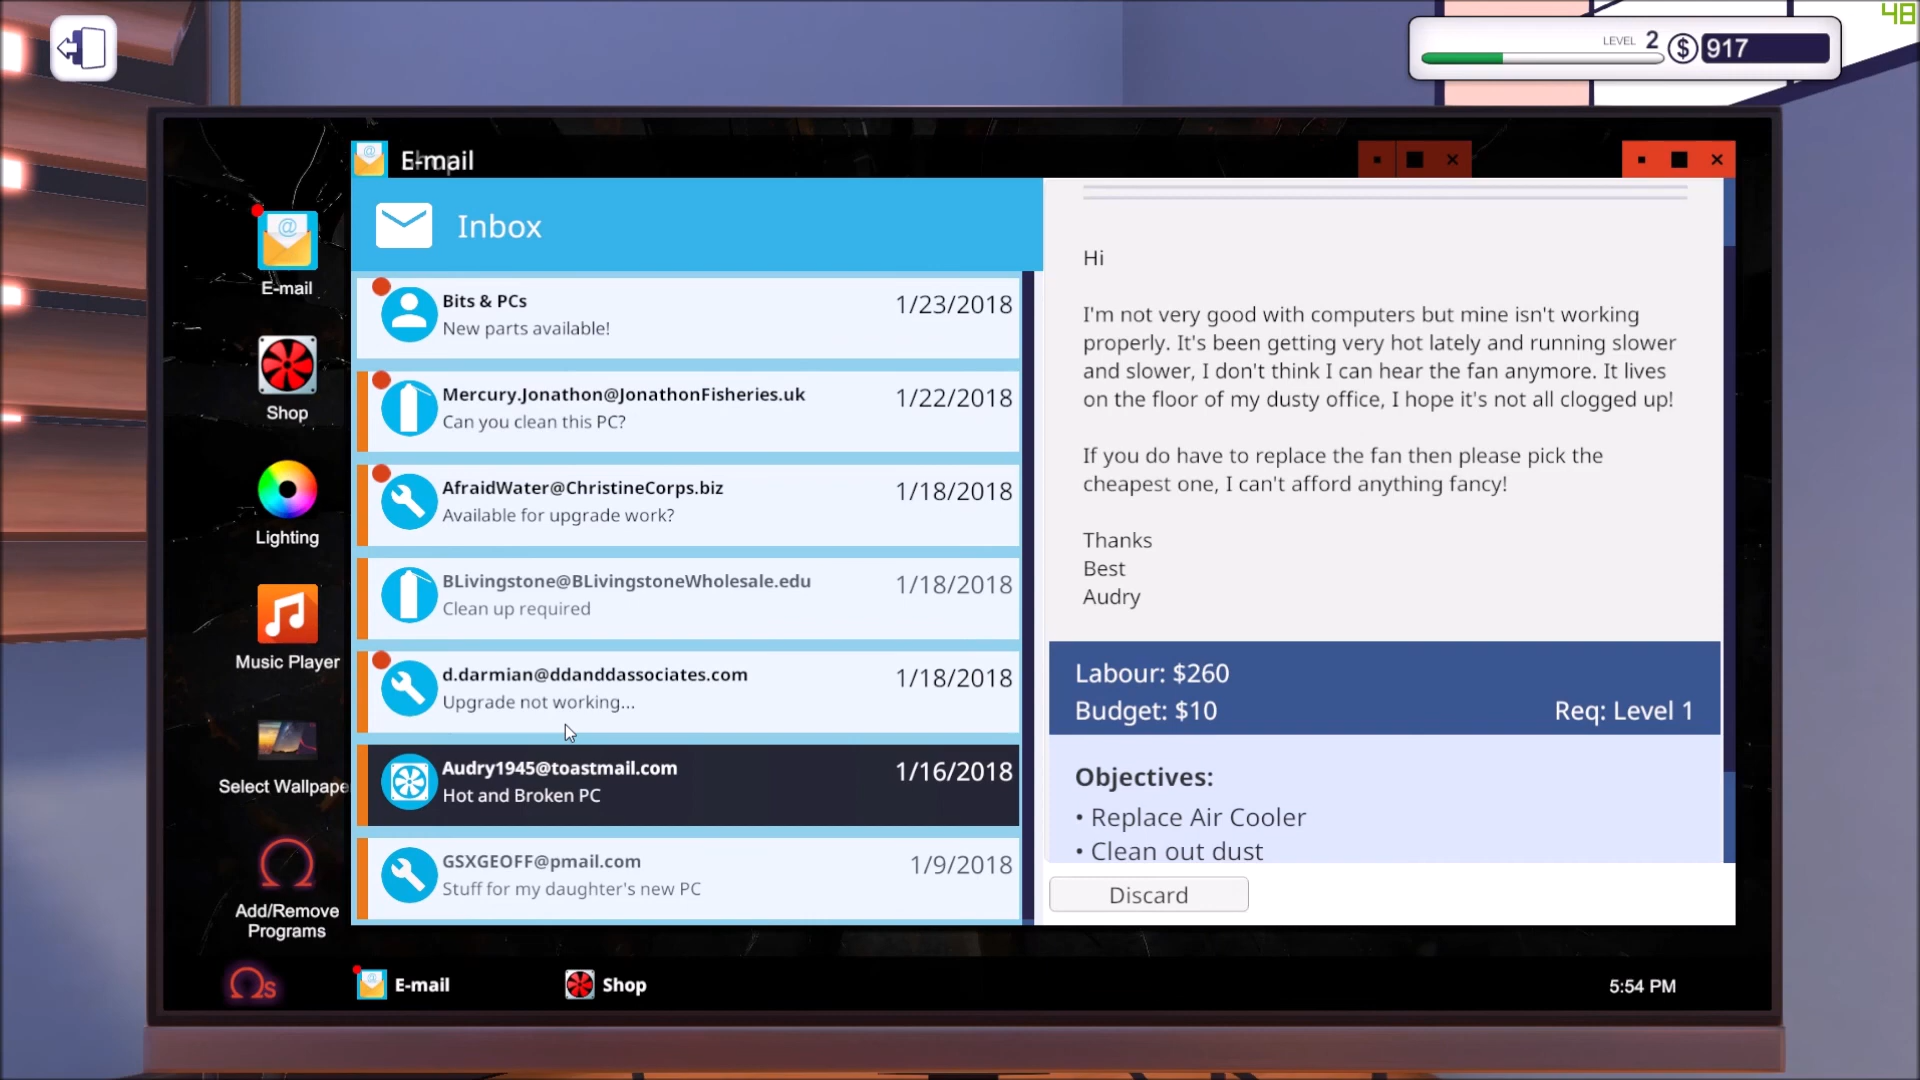 48
LEVEL 2 $ 917
E-mail
Inbox
E-mail
Shop
Lighting
Music Player
Select Wallpape
Add/Remove
Programs
Bits & PCs 1/23/2018
New parts available!
Mercury.Jonathon@JonathonFisheries.uk 1/22/2018
Can you clean this PC?
AfraidWater@ChristineCorps.biz 1/18/2018
Available for upgrade work?
BLivingstone@BLivingstoneWholesale.edu 1/18/2018
Clean up required
d.darmian@ddanddassociates.com 1/18/2018
Upgrade not working...
Audry1945@toastmail.com 1/16/2018
Hot and Broken PC
GSXGEOFF@pmail.com 1/9/2018
Stuff for my daughter's new PC
Hi
I'm not very good with computers but mine isn't working
properly. It's been getting very hot lately and running slower
and slower, I don't think I can hear the fan anymore. It lives
on the floor of my dusty office, I hope it's not all clogged up!
If you do have to replace the fan then please pick the
cheapest one, I can't afford anything fancy!
Thanks
Best
Audry
Labour: $260
Budget: $10 Req: Level 1
Objectives:
• Replace Air Cooler
• Clean out dust
Discard
Ωs E-mail Shop 5:54 PM